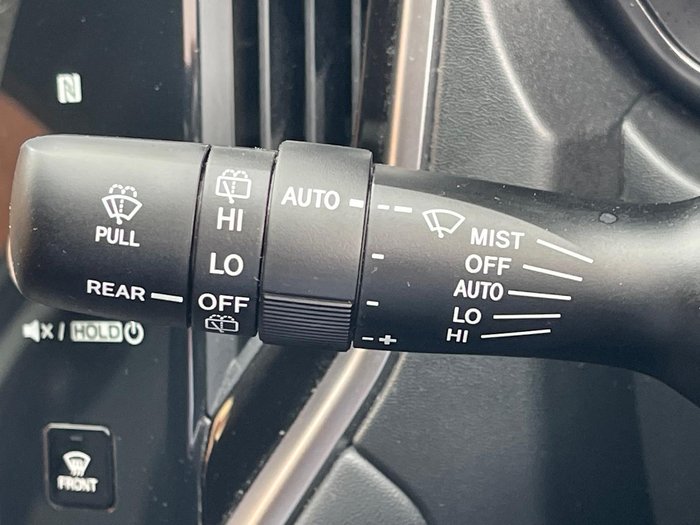 PULL
REAR
HI
LO
OFF
AUTO
- +
MIST
OFF
AUTO
LO
HI
x / HOLD
FRONT